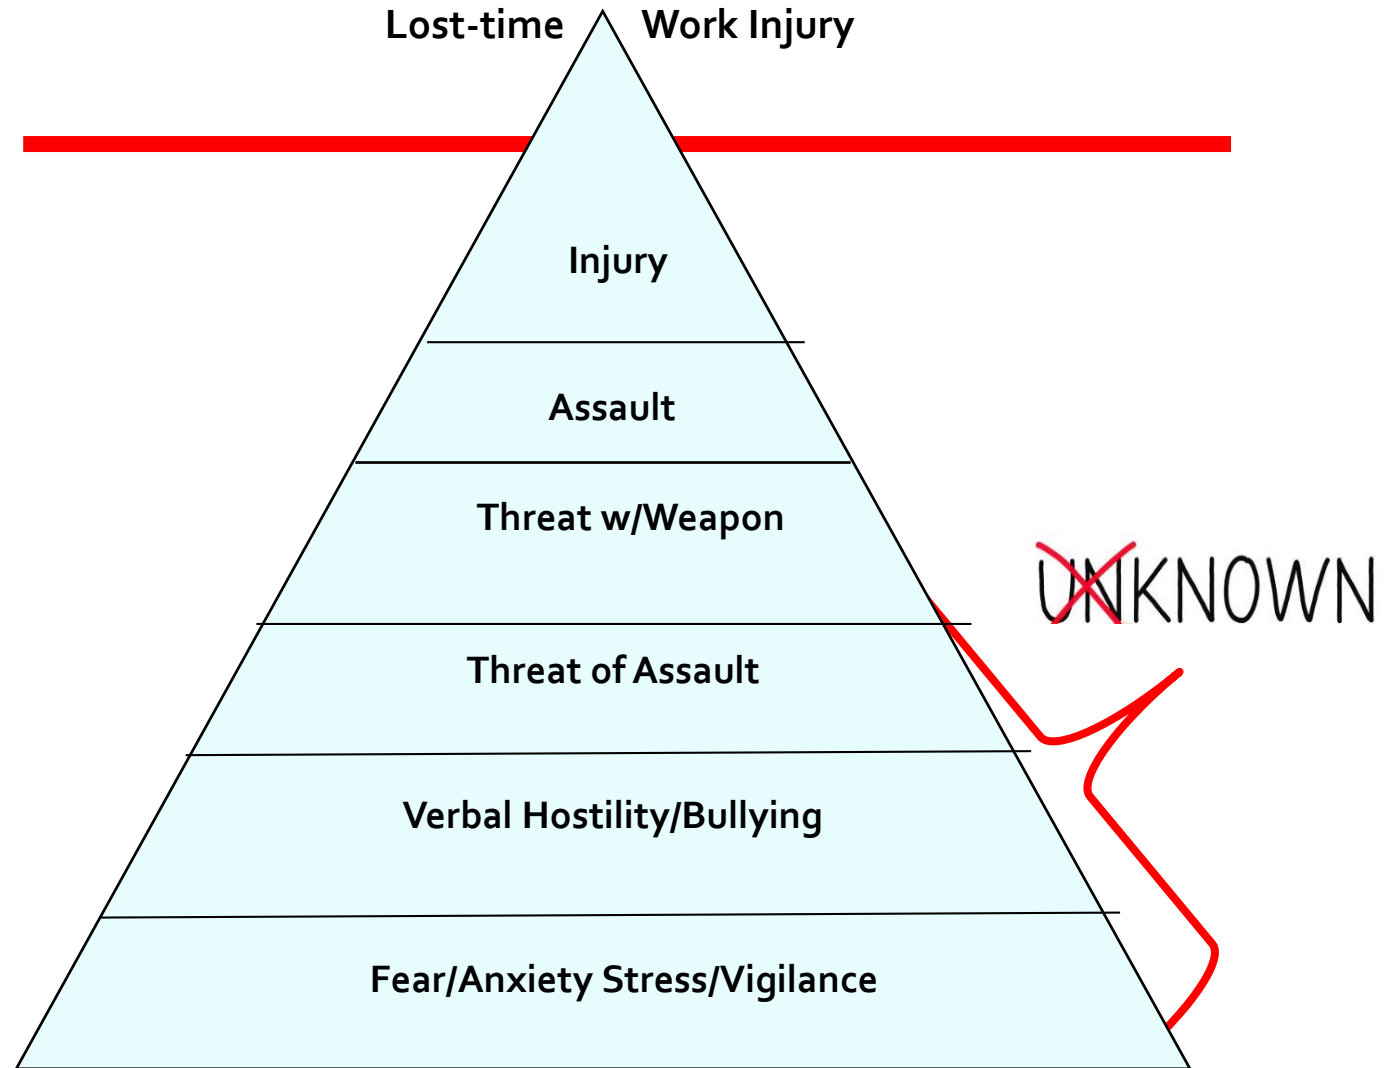 Lost-time Work Injury
Injury
Assault
Threat w/Weapon
UNKNOWN
Threat of Assault
Verbal Hostility/Bullying
Fear/Anxiety Stress/Vigilance